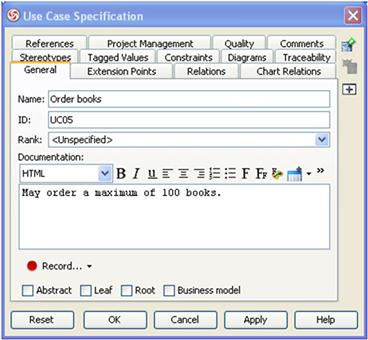 Use Case Specification
References Project Management Quality Comments
Stereotypes Tagged Values Constraints Diagrams Traceability
General Extension Points Relations Chart Relations
Name: Order books
ID: UC05
Rank: <Unspecified>
Documentation:
HTML B I u F FF »
May order a maximum of 100 books.
Record...
Abstract Leaf Root Business model
Reset OK Cancel Apply Help